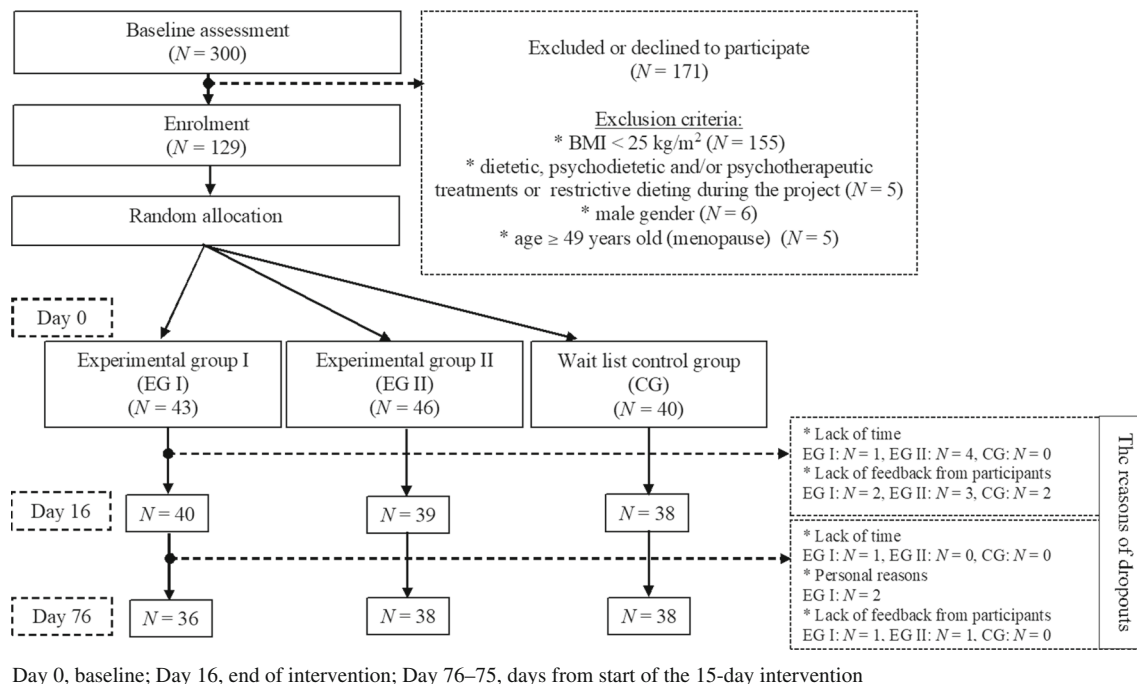 Baseline assessment
(N = 300)
Excluded or declined to participate
(N = 171)
Exclusion criteria:
* BMI < 25 kg/m² (N = 155)
* dietetic, psychodietetic and/or psychotherapeutic
treatments or restrictive dieting during the project (N = 5)
* male gender (N = 6)
* age ≥ 49 years old (menopause) (N = 5)
Enrolment
(N = 129)
Random allocation
Day 0
Experimental group I
(EG I)
(N = 43)
Experimental group II
(EG II)
(N = 46)
Wait list control group
(CG)
(N = 40)
* Lack of time
EG I: N = 1, EG II: N = 4, CG: N = 0
* Lack of feedback from participants
EG I: N = 2, EG II: N = 3, CG: N = 2
The reasons of dropouts
Day 16
N = 40
N = 39
N = 38
* Lack of time
EG I: N = 1, EG II: N = 0, CG: N = 0
* Personal reasons
EG I: N = 2
* Lack of feedback from participants
EG I: N = 1, EG II: N = 1, CG: N = 0
Day 76
N = 36
N = 38
N = 38
Day 0, baseline; Day 16, end of intervention; Day 76–75, days from start of the 15-day intervention